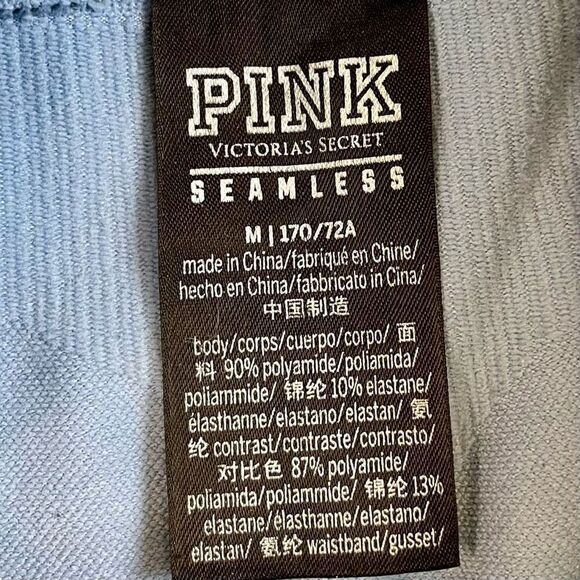 PINK
VICTORIA'S SECRET
SEAMLESS
M | 170/72A
made in China/fabriqué en Chine/
hecho en China/fabbricato in Cina/
中国制造
body/corps/cuerpo/corpo/ 面
料 90% polyamide/poliamida/
poliammide/ 锦纶 10% elastane/
élasthanne/elastano/elastan/ 氨
纶 contrast/contraste/contrasto/
对比色 87% polyamide/
poliamida/poliammide/ 锦纶 13%
elastane/élasthanne/elastano/
elastan/ 氨纶 waistband/gusset/